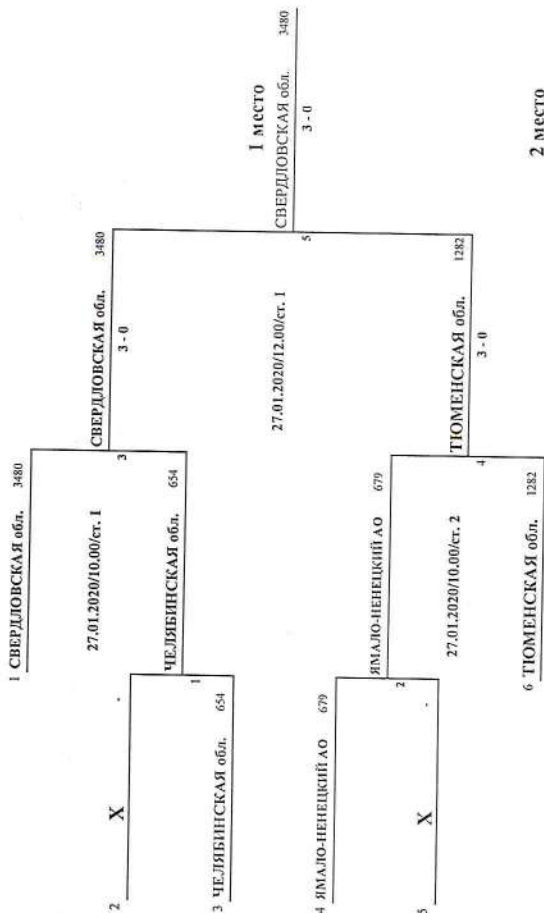 1 СВЕРДЛОВСКАЯ обл. 3480
27.01.2020/10.00/ст. 1
2 X .
1
3 ЧЕЛЯБИНСКАЯ обл. 654
ЧЕЛЯБИНСКАЯ обл. 654
3
СВЕРДЛОВСКАЯ обл. 3480
3 - 0
4 ЯМАЛО-НЕНЕЦКИЙ АО 679
2
5 X .
ЯМАЛО-НЕНЕЦКИЙ АО 679
27.01.2020/10.00/ст. 2
4
6 ТЮМЕНСКАЯ обл. 1282
ТЮМЕНСКАЯ обл. 1282
3 - 0
27.01.2020/12.00/ст. 1
5
1 место
СВЕРДЛОВСКАЯ обл. 3480
3 - 0
2 место